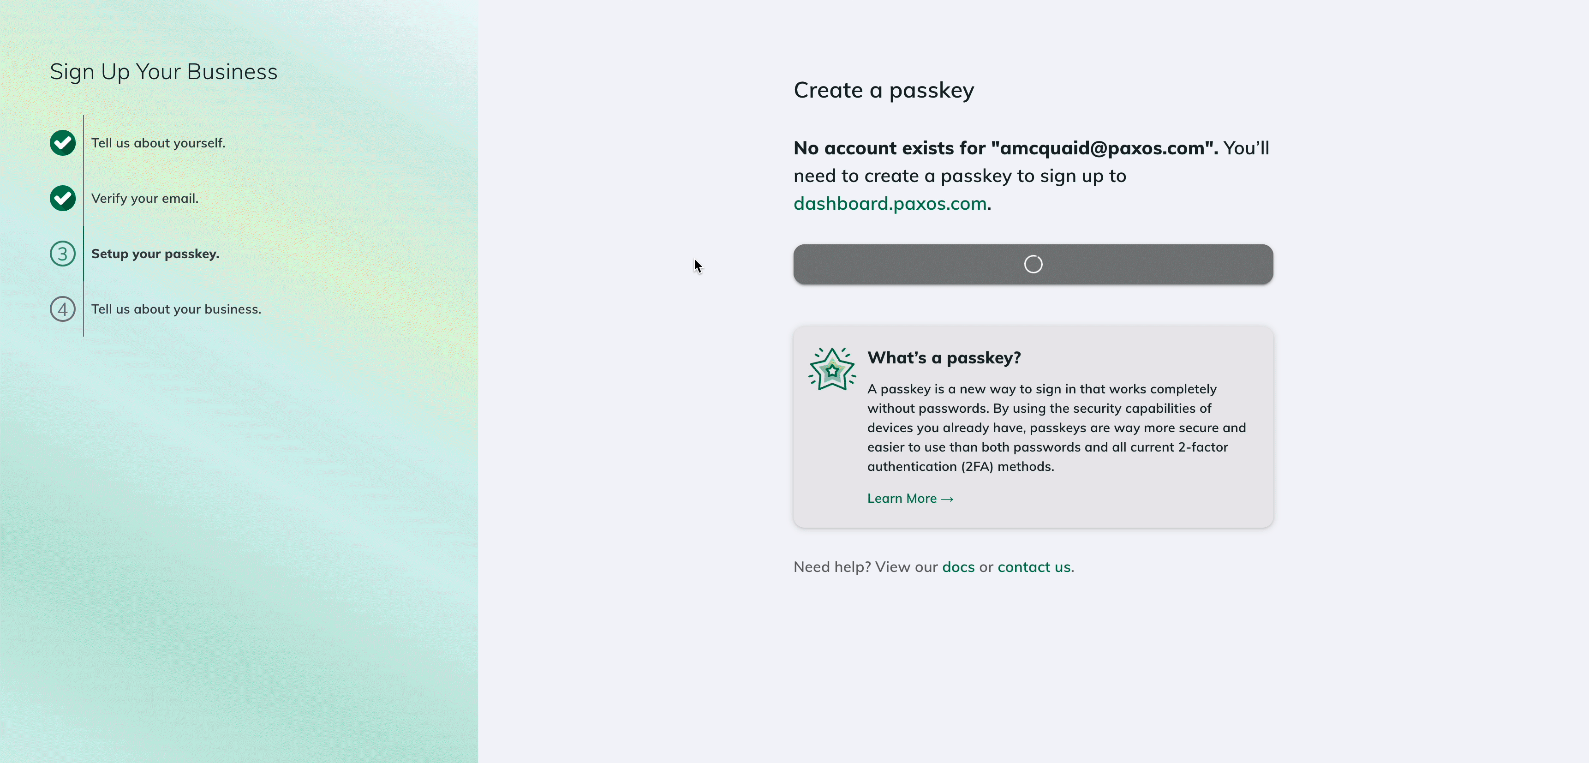 Sign Up Your Business
Tell us about yourself.
Verify your email.
3 Setup your passkey.
4 Tell us about your business.
Create a passkey
No account exists for "amcquaid@paxos.com". You’ll
need to create a passkey to sign up to
dashboard.paxos.com.
What’s a passkey?
A passkey is a new way to sign in that works completely
without passwords. By using the security capabilities of
devices you already have, passkeys are way more secure and
easier to use than both passwords and all current 2-factor
authentication (2FA) methods.
Learn More →
Need help? View our docs or contact us.